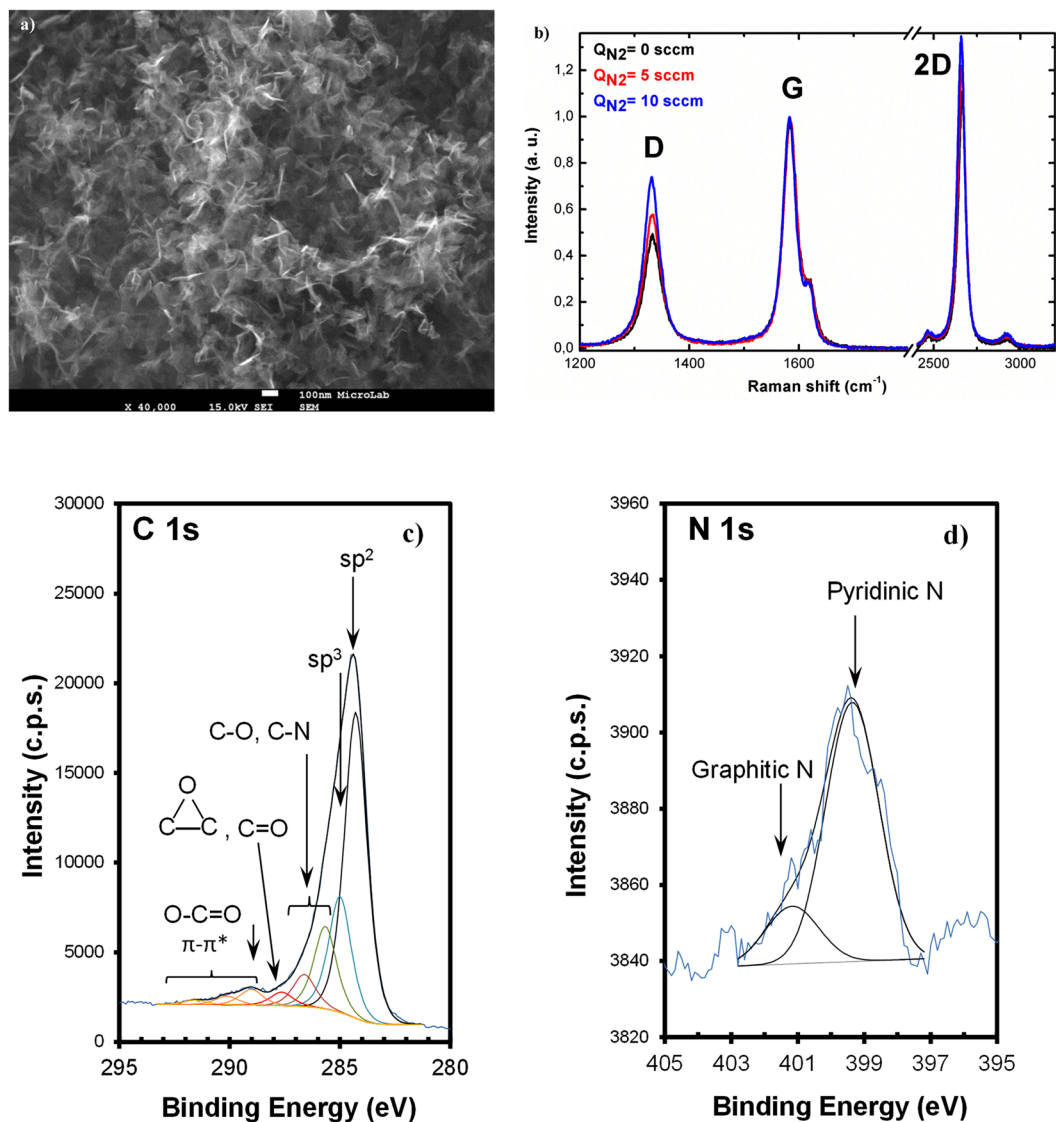 a)
X 40,000 15.0kV SEI 100nm MicroLab
SEM
b)
Q_N2= 0 sccm
Q_N2= 5 sccm
Q_N2= 10 sccm
D
G
2D
Intensity (a. u.)
1,2
1,0
0,8
0,6
0,4
0,2
0,0
1200 1400 1600 2500 3000
Raman shift (cm⁻¹)
C 1s
c)
sp²
sp³
C-O, C-N
O
C C , C=O
O-C=O
π-π*
Intensity (c.p.s.)
30000
25000
20000
15000
10000
5000
0
295 290 285 280
Binding Energy (eV)
N 1s
d)
Pyridinic N
Graphitic N
Intensity (c.p.s.)
3960
3940
3920
3900
3880
3860
3840
3820
405 403 401 399 397 395
Binding Energy (eV)